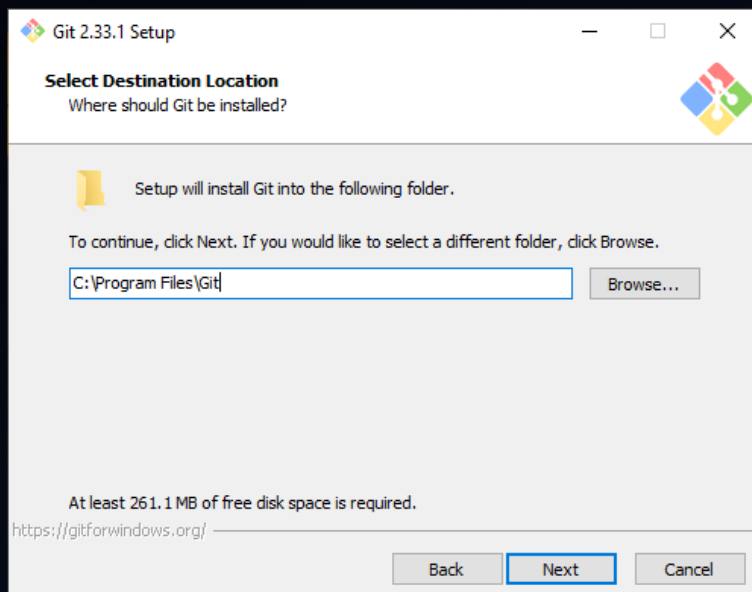 Git 2.33.1 Setup
Select Destination Location
Where should Git be installed?
Setup will install Git into the following folder.
To continue, click Next. If you would like to select a different folder, click Browse.
C:\Program Files\Git
Browse...
At least 261.1 MB of free disk space is required.
https://gitforwindows.org/
Back
Next
Cancel